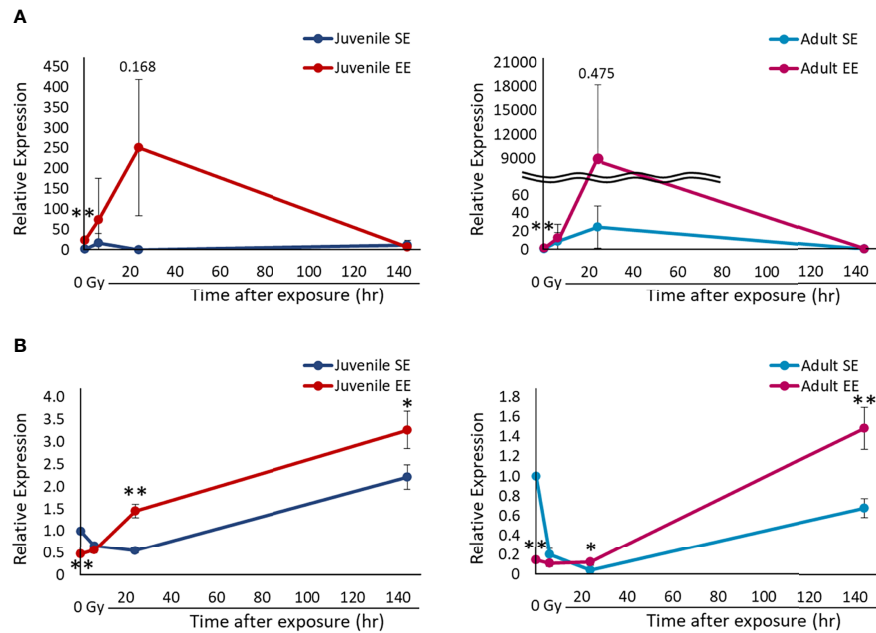 A
Juvenile SE
Juvenile EE
0.168
450
400
350
300
250
200
150
100
50
0
Relative Expression
**
20 40 60 80 100 120 140
0 Gy
Time after exposure (hr)
Adult SE
Adult EE
0.475
21000
18000
15000
12000
9000
60
40
20
0
Relative Expression
**
20 40 60 80 100 120 140
0 Gy
Time after exposure (hr)
B
Juvenile SE
Juvenile EE
4.0
3.5
3.0
2.5
2.0
1.5
1.0
0.5
0
Relative Expression
**
**
*
20 40 60 80 100 120 140
0 Gy
Time after exposure (hr)
Adult SE
Adult EE
1.8
1.6
1.4
1.2
1.0
0.8
0.6
0.4
0.2
0
Relative Expression
**
*
**
20 40 60 80 100 120 140
0 Gy
Time after exposure (hr)